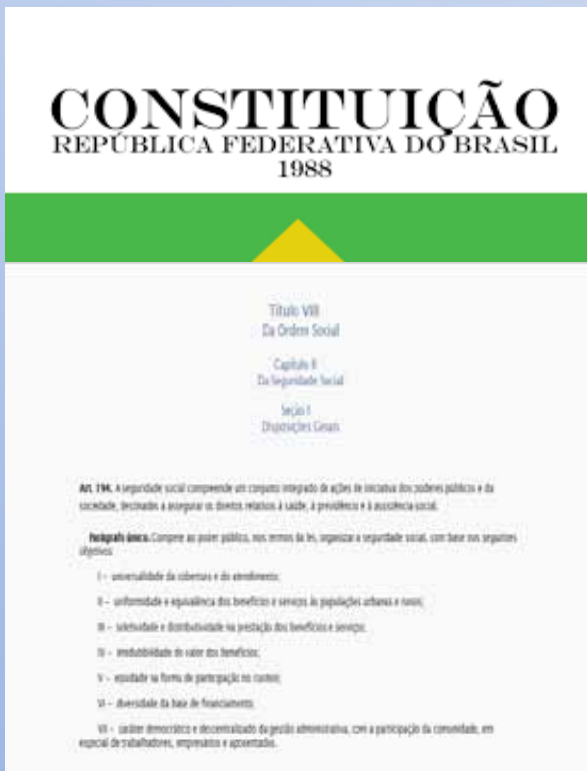 CONSTITUIÇÃO
REPÚBLICA FEDERATIVA DO BRASIL
1988
Título VIII
Da Ordem Social
Capítulo II
Da Seguridade Social
Seção I
Disposições Gerais
Art. 194. A seguridade social compreende um conjunto integrado de ações de iniciativa dos poderes públicos e da
sociedade, destinados a assegurar os direitos relativos à saúde, à previdência e à assistência social.
Parágrafo único. Compete ao poder público, nos termos da lei, organizar a seguridade social, com base nos seguintes
objetivos:
I – universalidade da cobertura e do atendimento;
II – uniformidade e equivalência dos benefícios e serviços às populações urbanas e rurais;
III – seletividade e distributividade na prestação dos benefícios e serviços;
IV – irredutibilidade do valor dos benefícios;
V – equidade na forma de participação no custeio;
VI – diversidade da base de financiamento;
VII – caráter democrático e descentralizado da gestão administrativa, com a participação da comunidade, em
especial de trabalhadores, empresários e aposentados.